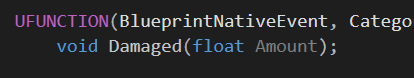 UFUNCTION(BlueprintNativeEvent, Catego
void Damaged(float Amount);